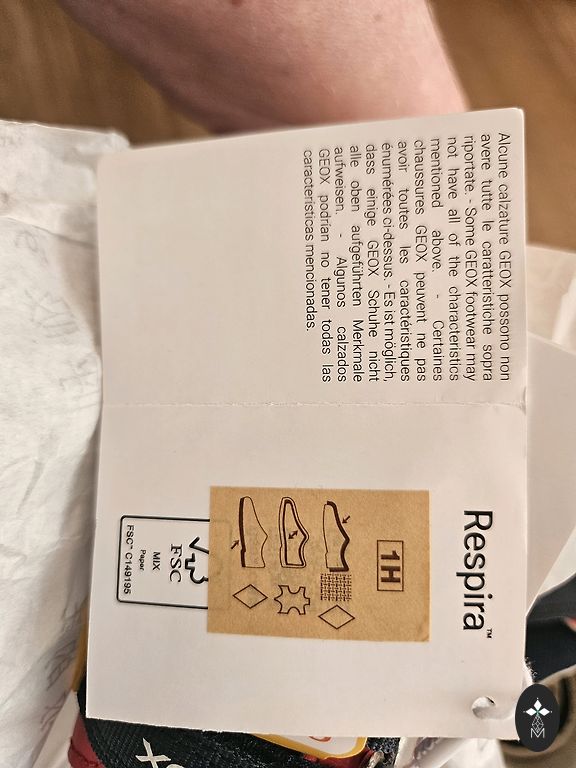 Alcune calzature GEOX possono non
avere tutte le caratteristiche sopra
riportate. - Some GEOX footwear may
not have all of the characteristics
mentioned above. - Certaines
chaussures GEOX peuvent ne pas
avoir toutes les caractéristiques
énumérées ci-dessus. - Es ist möglich,
dass einige GEOX Schuhe nicht
alle oben aufgeführten Merkmale
aufweisen. - Algunos calzados
GEOX podrían no tener todas las
características mencionadas.
Respira™
1H
FSC
MIX
Paper
FSC™ C149195
X